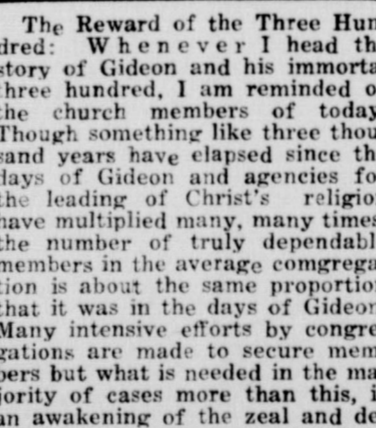 The Reward of the Three Hun
dred: Whenever I head th
story of Gideon and his immorta
three hundred, I am reminded o
the church members of today
Though something like three thou
sand years have elapsed since th
days of Gideon and agencies fo
the leading of Christ's religio
have multiplied many, many times
the number of truly dependabl
members in the average comgrega
tion is about the same proportio
that it was in the days of Gideon
Many intensive efforts by congre
gations are made to secure mem
bers but what is needed in the ma
jority of cases more than this, i
an awakening of the zeal and de